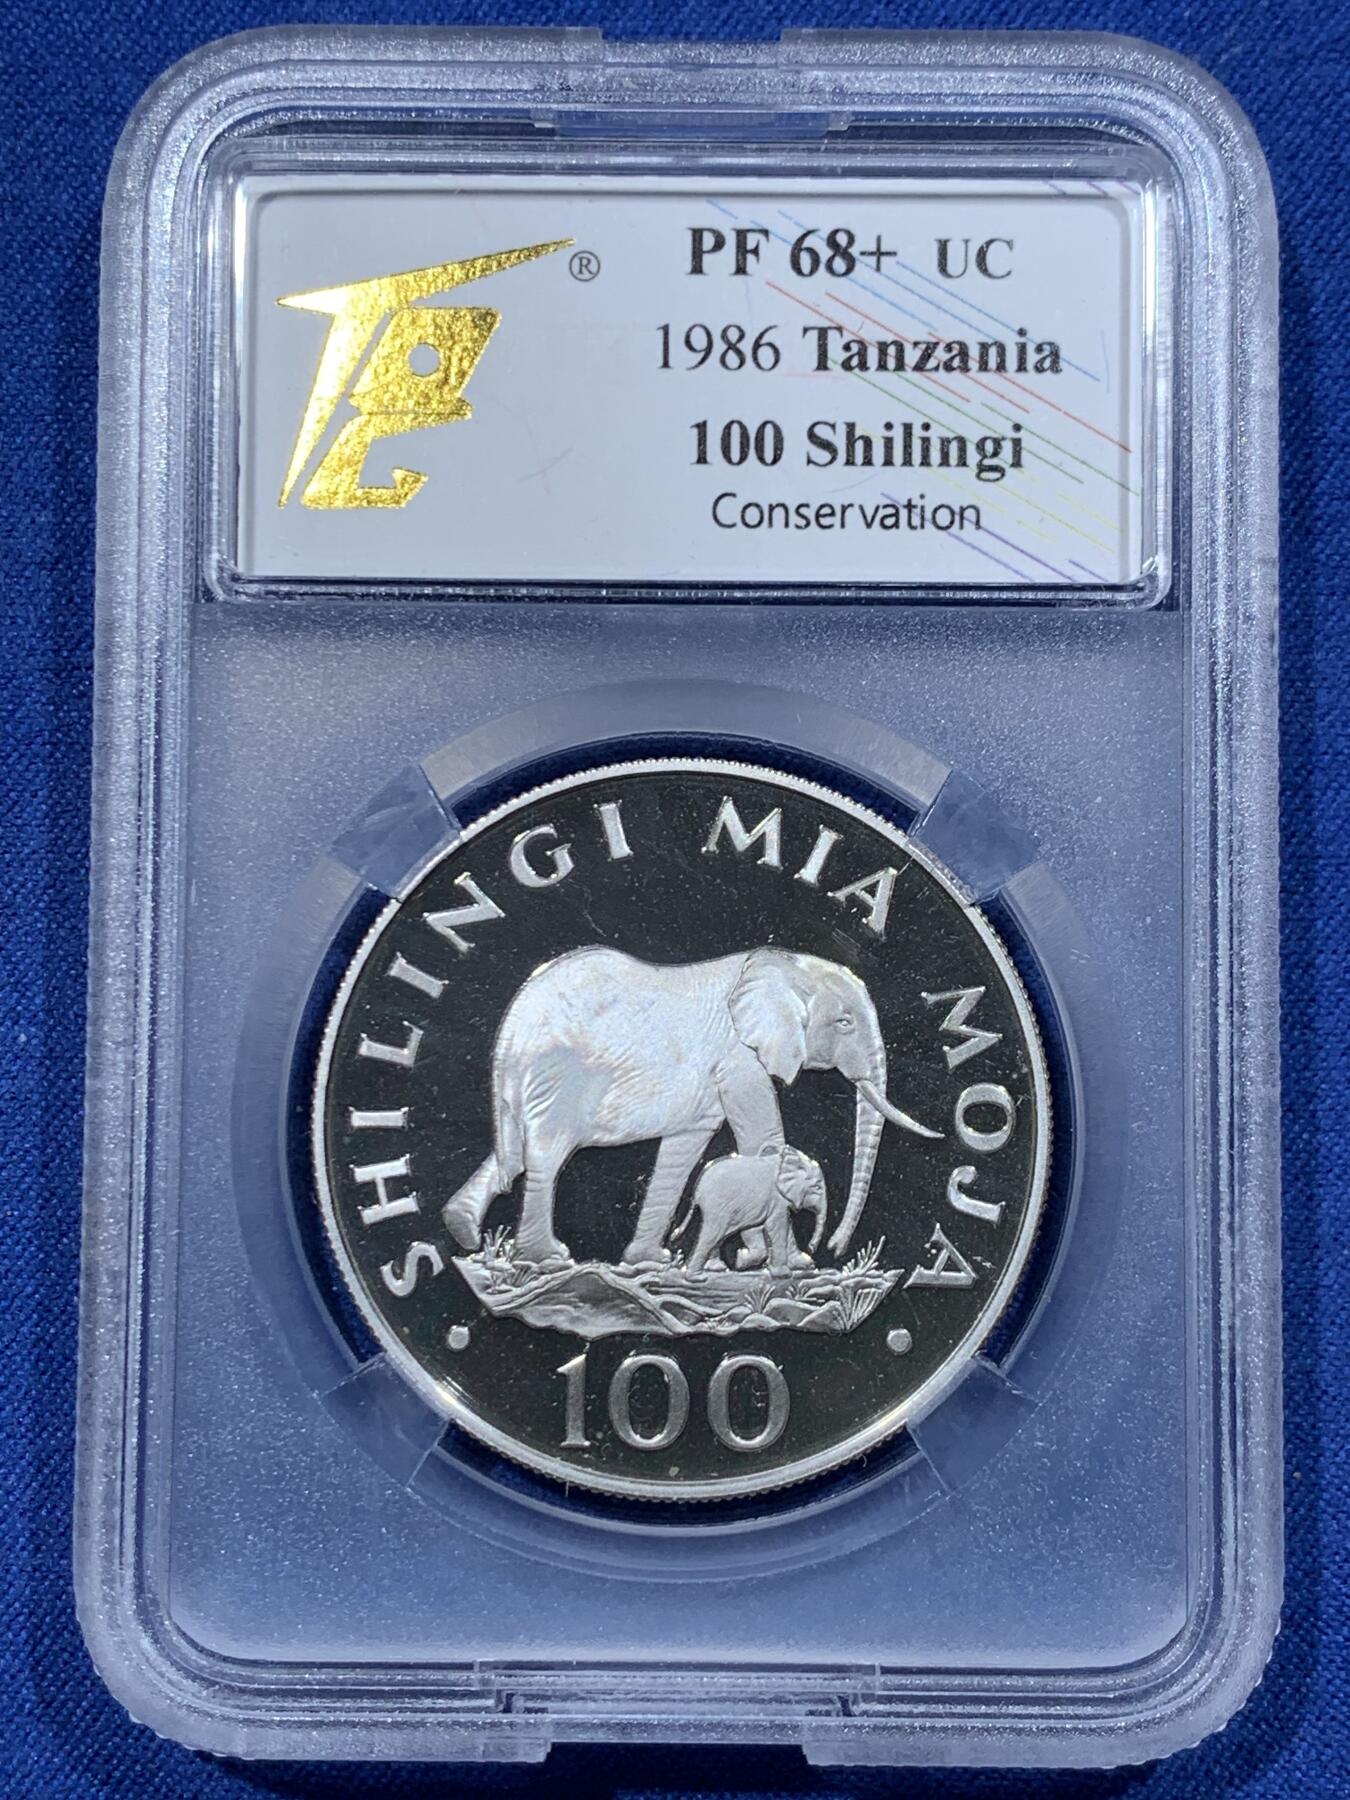 ®
PF 68+ UC
1986 Tanzania
100 Shilingi
Conservation
SHILINGI MIA MOJA
100